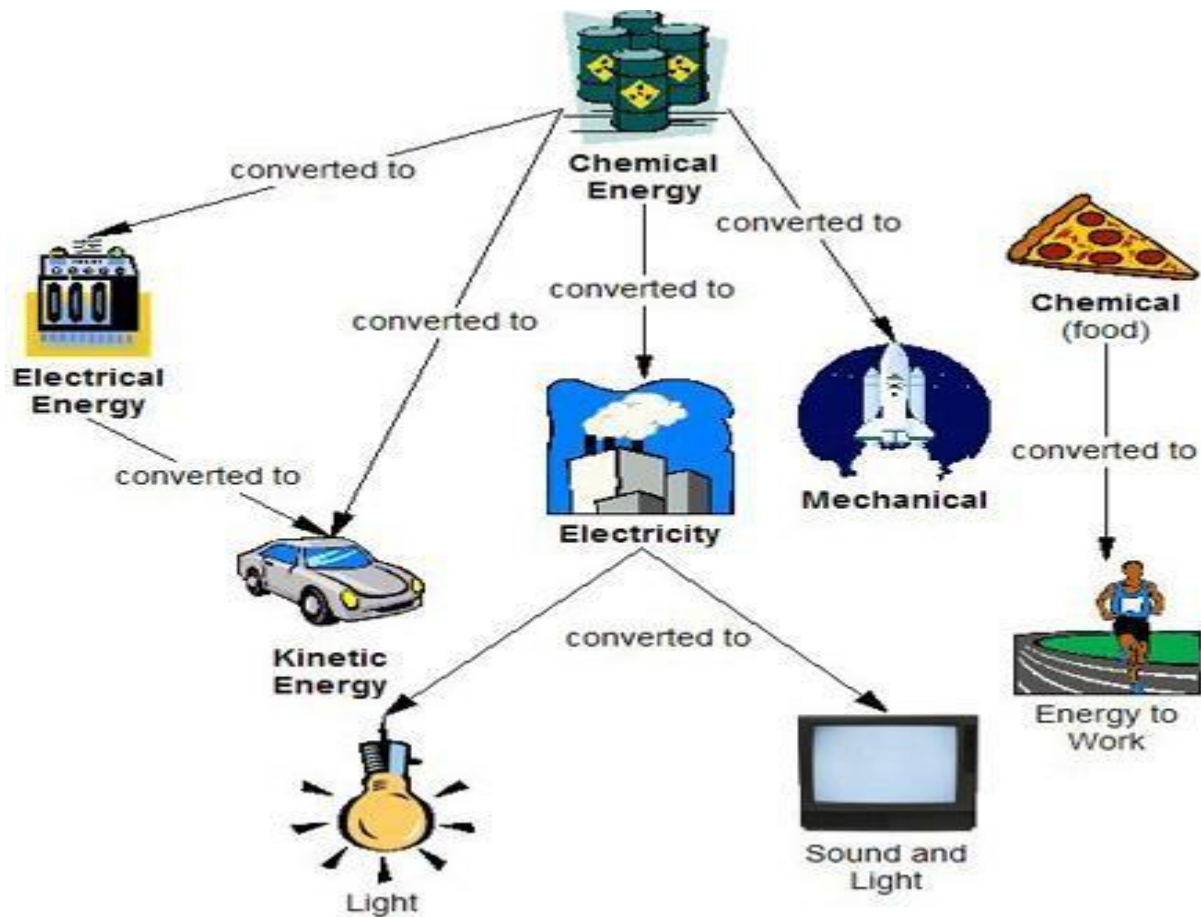 Chemical
Energy
converted to
converted to
converted to
converted to
Chemical
(food)
Electrical
Energy
converted to
converted to
Mechanical
Electricity
converted to
Kinetic
Energy
Energy to
Work
Sound and
Light
Light